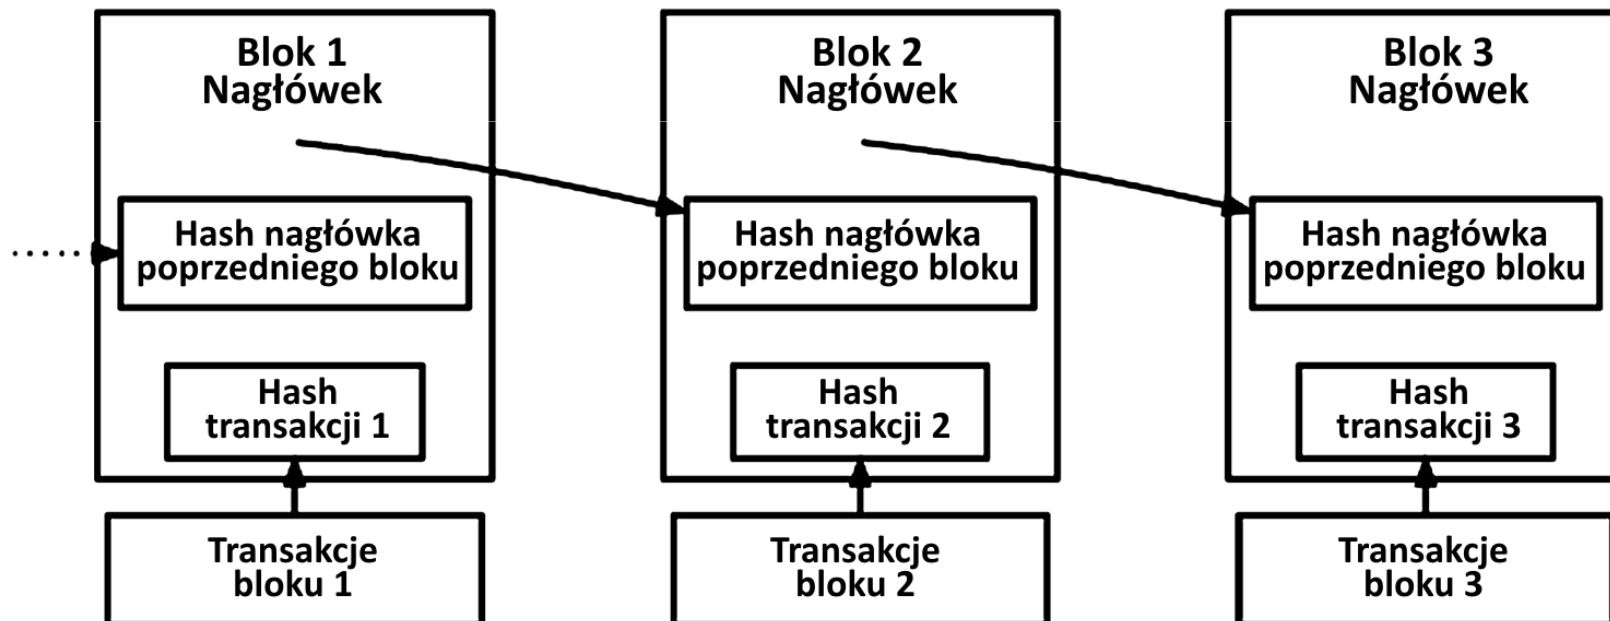 Blok 1
Nagłówek
Hash nagłówka
poprzedniego bloku
Hash
transakcji 1
Transakcje
bloku 1
Blok 2
Nagłówek
Hash nagłówka
poprzedniego bloku
Hash
transakcji 2
Transakcje
bloku 2
Blok 3
Nagłówek
Hash nagłówka
poprzedniego bloku
Hash
transakcji 3
Transakcje
bloku 3